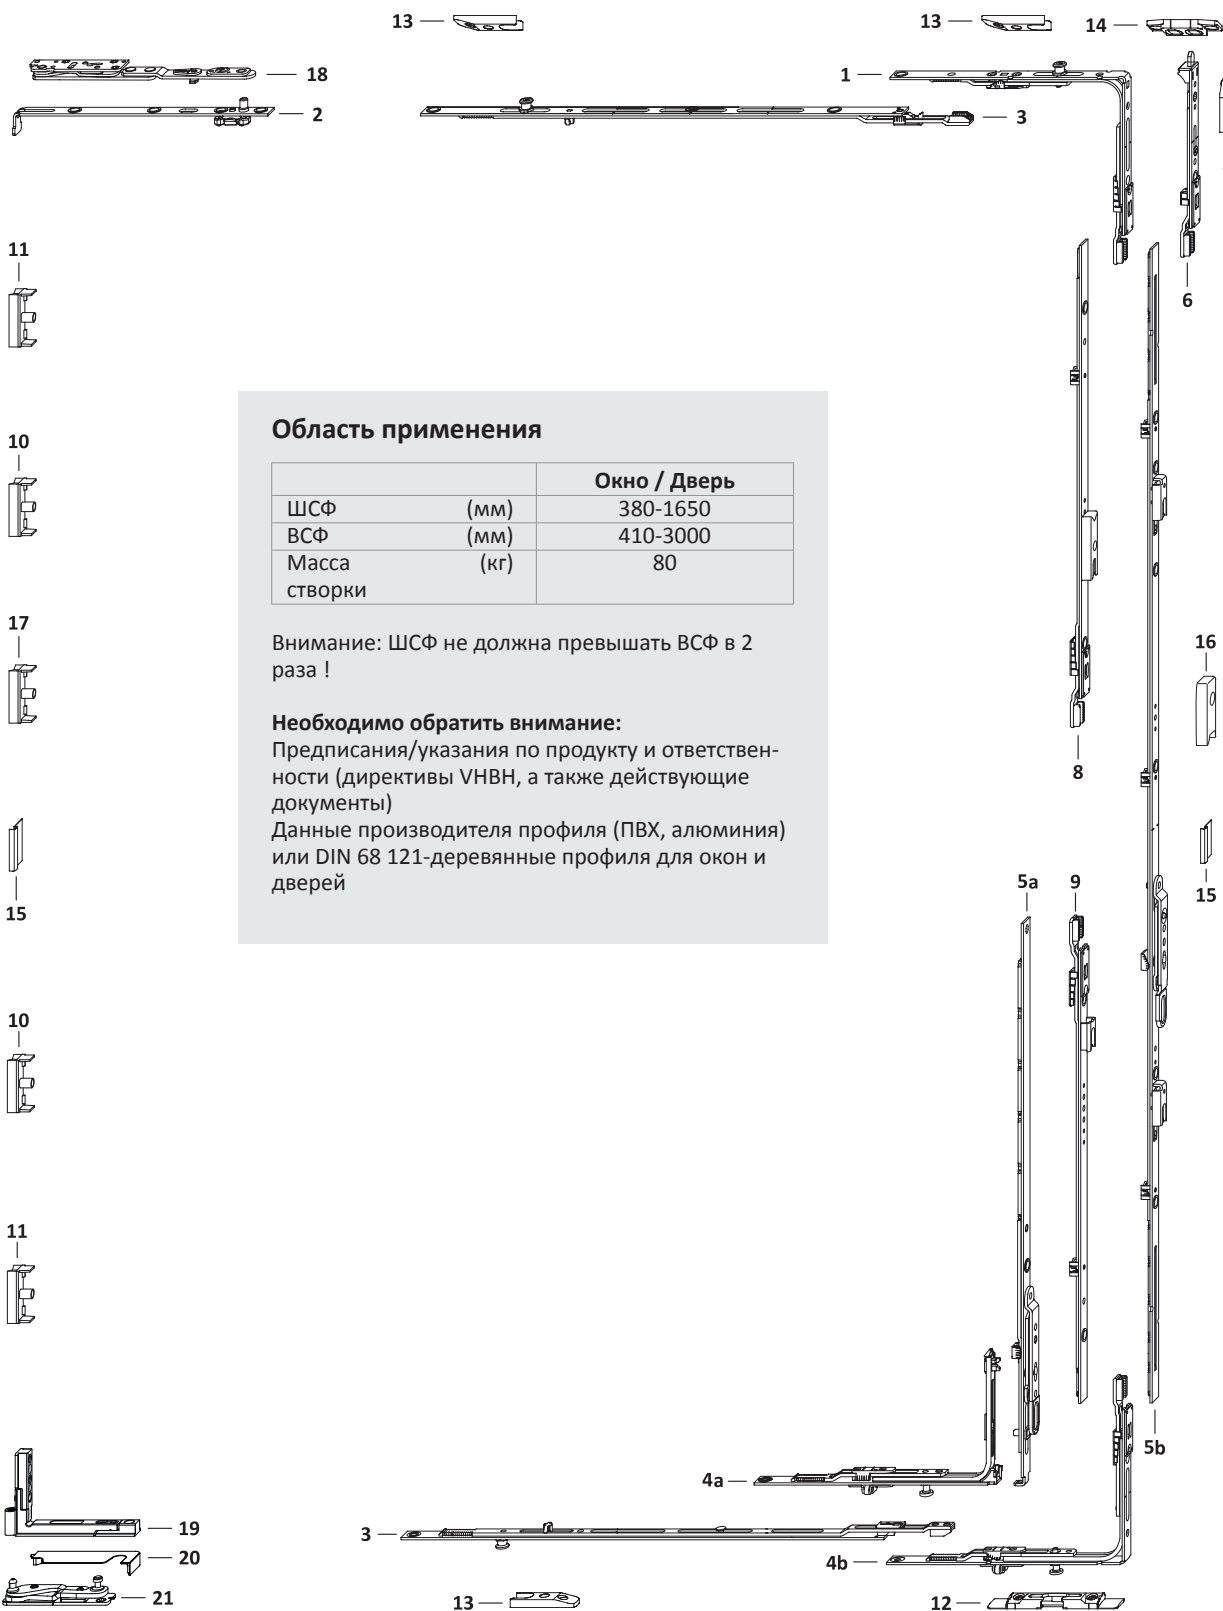 13
13
14
18
1
2
3
11
6
10
Область применения
Окно / Дверь
ШСФ (мм) 380-1650
ВСФ (мм) 410-3000
Масса (кг) 80
створки
17
16
Внимание: ШСФ не должна превышать ВСФ в 2
раза !
Необходимо обратить внимание:
Предписания/указания по продукту и ответствен-
ности (директивы VHBH, а также действующие
документы)
Данные производителя профиля (ПВХ, алюминия)
или DIN 68 121-деревянные профиля для окон и
дверей
8
15
5a
9
15
10
11
5b
4a
19
3
20
4b
21
13
12